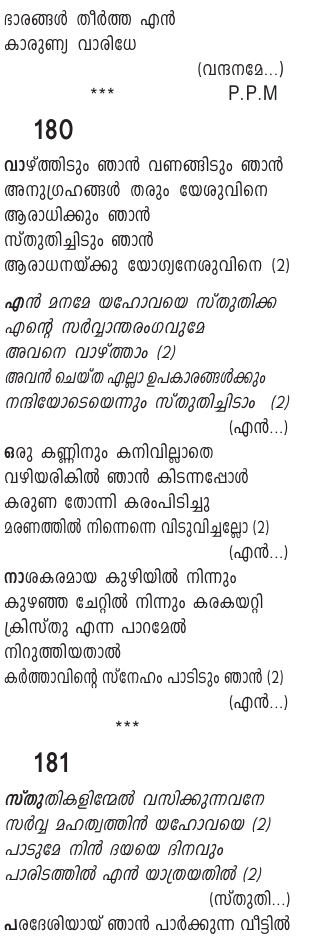 ഭാരങ്ങൾ തീർത്ത എൻ
കാരുണ്യ വാരിധേ
(വന്ദനമേ...)
*** P.P.M
180
വാഴ്ത്തിടും ഞാൻ വണങ്ങിടും ഞാൻ
അനുഗ്രഹങ്ങൾ തരും യേശുവിനെ
ആരാധിക്കും ഞാൻ
സ്തുതിച്ചിടും ഞാൻ
ആരാധനയ്ക്കു യോഗ്യനേശുവിനെ (2)
എൻ മനമേ യഹോവയെ സ്തുതിക്ക
എന്റെ സർവ്വാന്തരംഗവുമേ
അവനെ വാഴ്ത്താം (2)
അവൻ ചെയ്ത എല്ലാ ഉപകാരങ്ങൾക്കും
നന്ദിയോടെയെന്നും സ്തുതിച്ചിടാം (2)
(എൻ...)
ഒരു കണ്ണിനും കനിവില്ലാതെ
വഴിയരികിൽ ഞാൻ കിടന്നപ്പോൾ
കരുണ തോന്നി കരംപിടിച്ചു
മരണത്തിൽ നിന്നെന്നെ വിടുവിച്ചല്ലോ (2)
(എൻ...)
നാശകരമായ കുഴിയിൽ നിന്നും
കുഴഞ്ഞ ചേറ്റിൽ നിന്നും കരകയറ്റി
ക്രിസ്തു എന്ന പാറമേൽ
നിറുത്തിയതാൽ
കർത്താവിന്റെ സ്നേഹം പാടിടും ഞാൻ (2)
(എൻ...)
***
181
സ്തുതികളിന്മേൽ വസിക്കുന്നവനേ
സർവ്വ മഹത്വത്തിൻ യഹോവയെ (2)
പാടുമേ നിൻ ദയയെ ദിനവും
പാരിടത്തിൽ എൻ യാത്രയതിൽ (2)
(സ്തുതി...)
പരദേശിയായ് ഞാൻ പാർക്കുന്ന വീട്ടിൽ